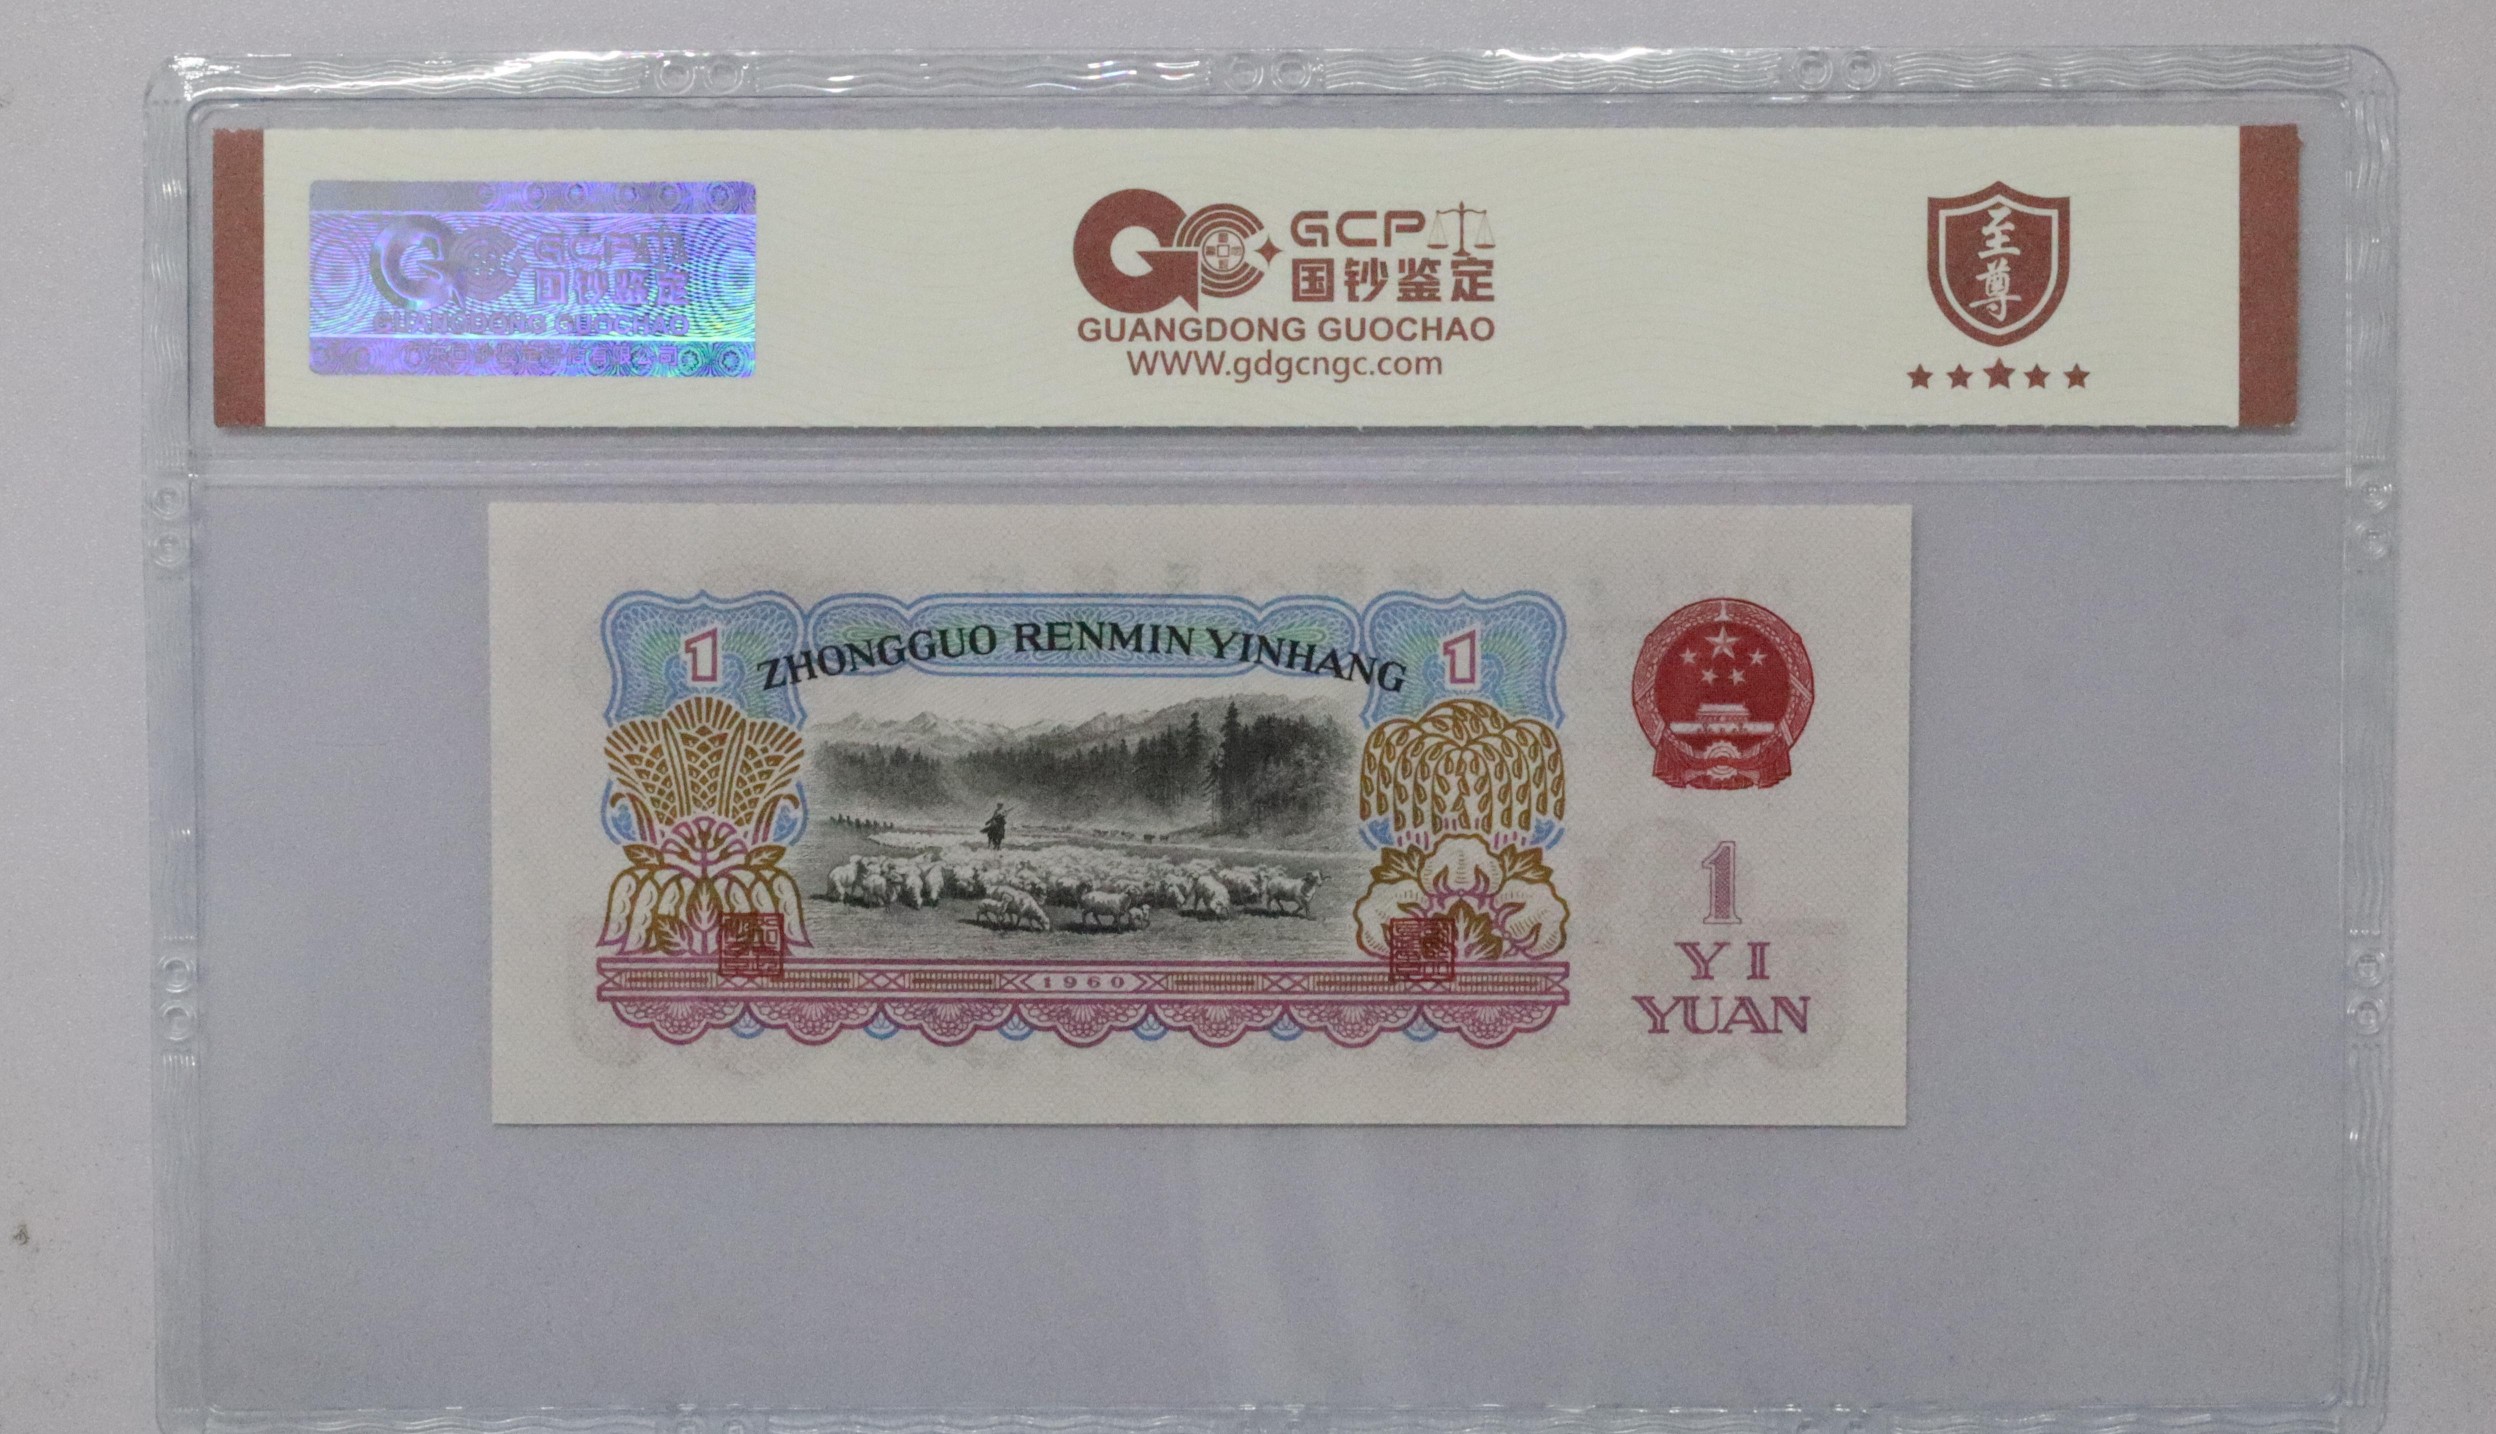 GCP
国钞鉴定
GUANGDONG GUOCHAO
GCP
国钞鉴定
GUANGDONG GUOCHAO
WWW.gdgcngc.com
至尊
1
ZHONGGUO RENMIN YINHANG
1
1960
1
YI
YUAN